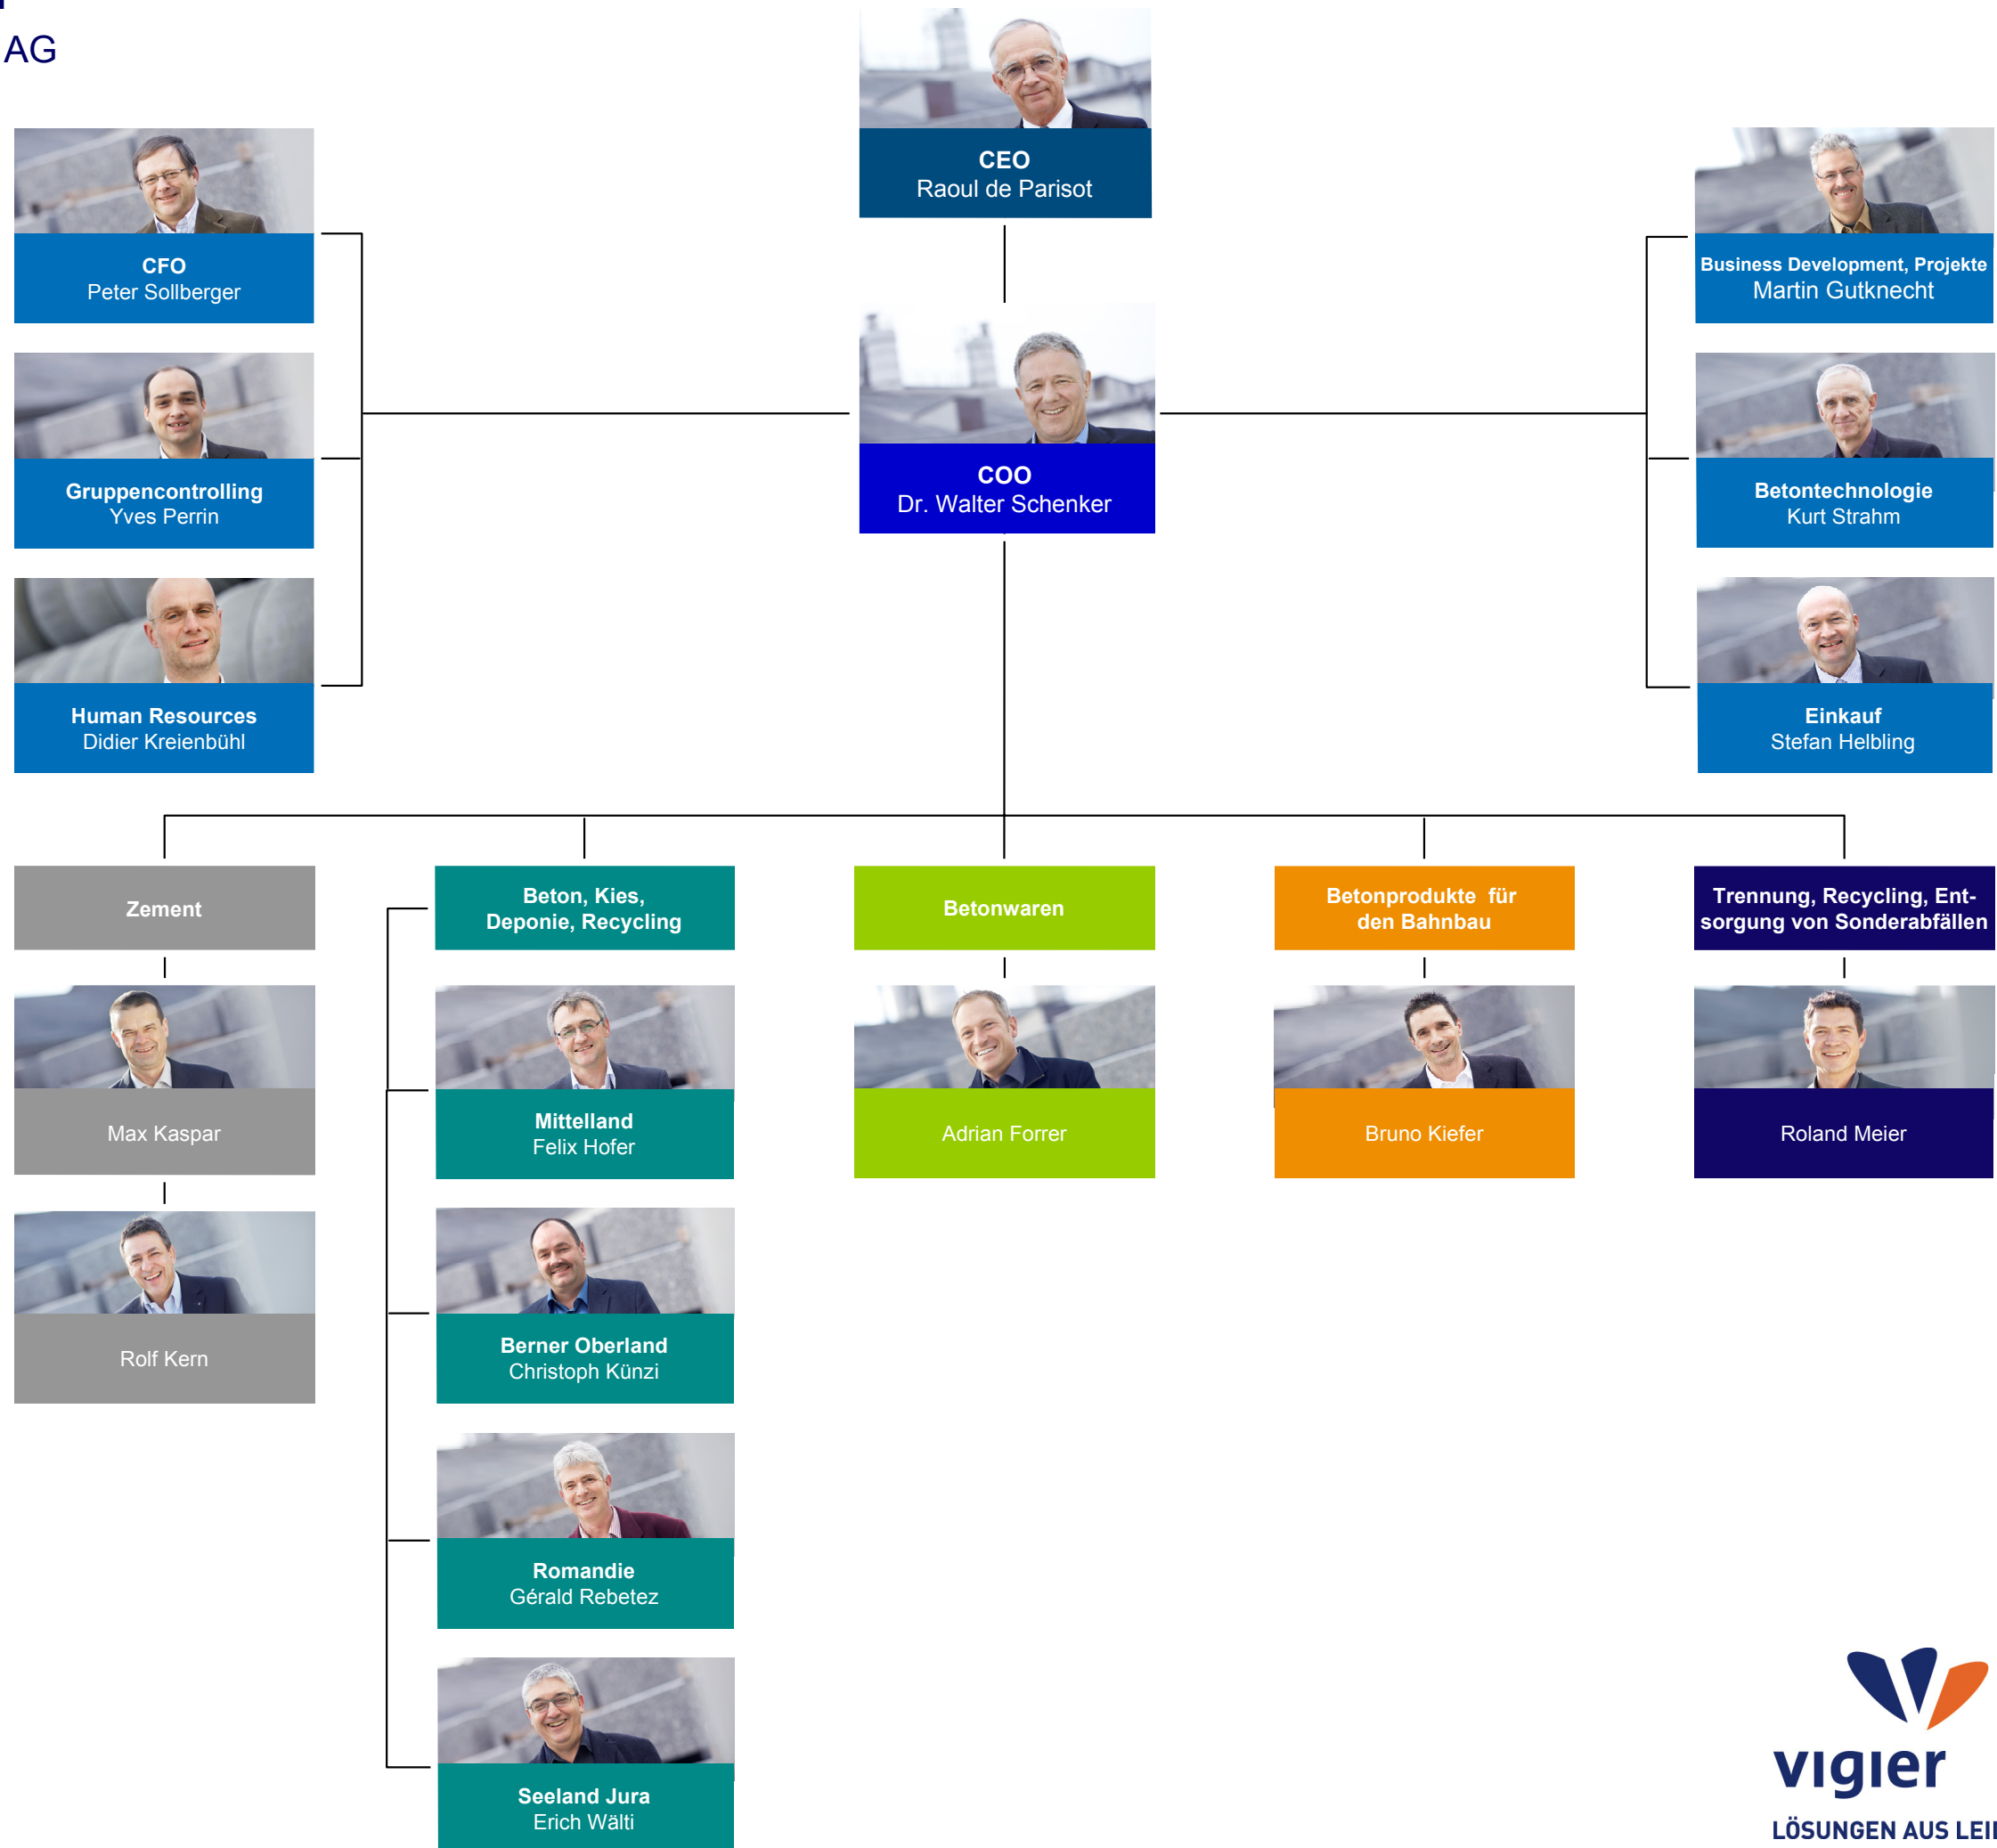 AG
CEO
Raoul de Parisot
CFO
Peter Sollberger
Business Development, Projekte
Martin Gutknecht
Gruppencontrolling
Yves Perrin
COO
Dr. Walter Schenker
Betontechnologie
Kurt Strahm
Human Resources
Didier Kreienbühl
Einkauf
Stefan Helbling
Zement
Beton, Kies,
Deponie, Recycling
Betonwaren
Betonprodukte für
den Bahnbau
Trennung, Recycling, Ent-
sorgung von Sonderabfällen
Max Kaspar
Mittelland
Felix Hofer
Adrian Forrer
Bruno Kiefer
Roland Meier
Rolf Kern
Berner Oberland
Christoph Künzi
Romandie
Gérald Rebetez
Seeland Jura
Erich Wälti
vigier
LÖSUNGEN AUS